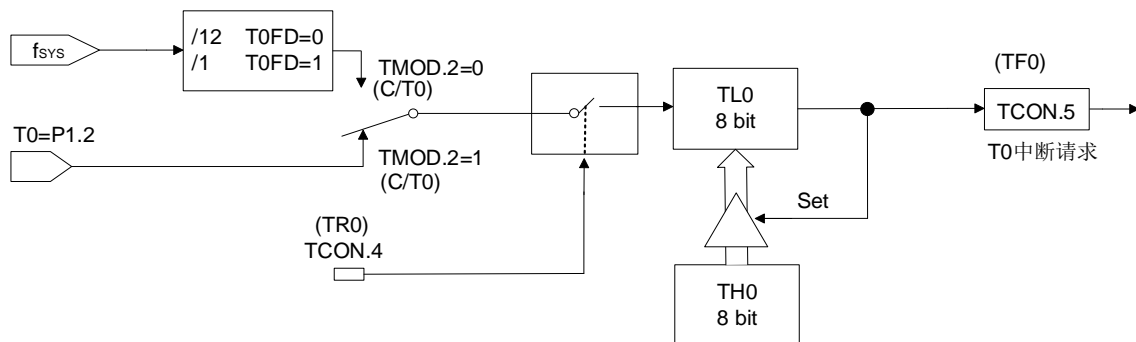 fSYS
/12 T0FD=0
/1 T0FD=1
TMOD.2=0
(C/T0)
T0=P1.2
TMOD.2=1
(C/T0)
(TR0)
TCON.4
TL0
8 bit
(TF0)
TCON.5
T0中断请求
Set
TH0
8 bit